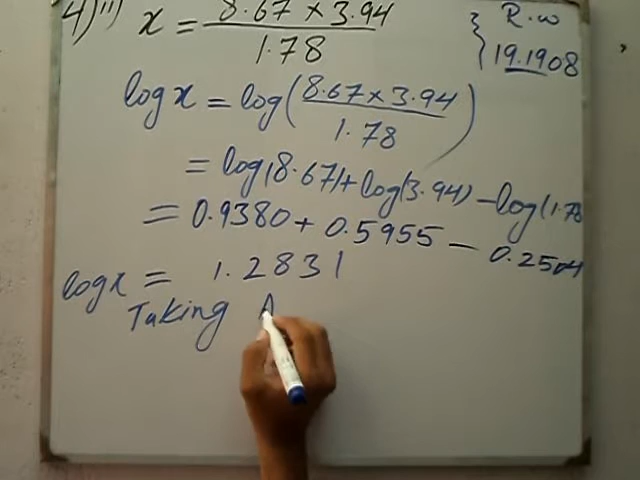 4) ii) x = 8.67 × 3.94 / 1.78
R.w
19.1908
log x = log( 8.67 × 3.94 / 1.78 )
= log(8.67) + log(3.94) - log(1.78
= 0.9380 + 0.5955 - 0.2504
log x = 1.2831
Taking A